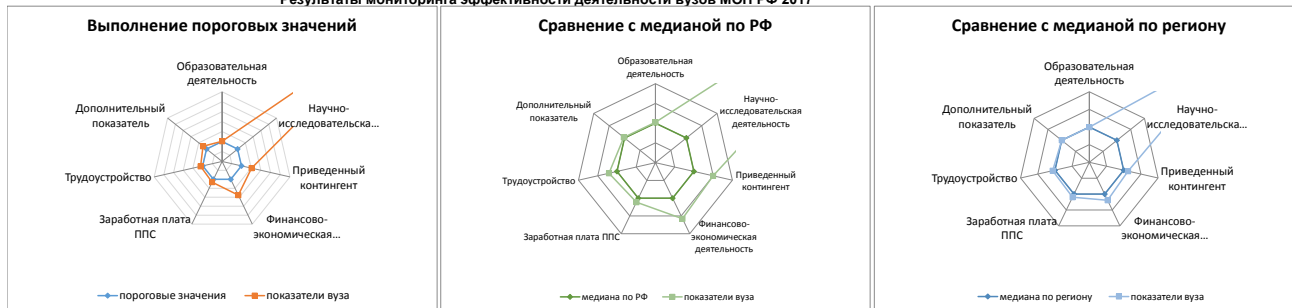 Результаты мониторинга эффективности деятельности вузов МОН РФ 2017
Выполнение пороговых значений
Образовательная
деятельность
Научно-
исследовательска...
Приведенный
контингент
Финансово-
экономическая...
Заработная плата
ППС
Трудоустройство
Дополнительный
показатель
пороговые значения
показатели вуза
Сравнение с медианой по РФ
Образовательная
деятельность
Научно-
исследовательская
деятельность
Приведенный
контингент
Финансово-
экономическая
деятельность
Заработная плата ППС
Трудоустройство
Дополнительный
показатель
медиана по РФ
показатели вуза
Сравнение с медианой по региону
Образовательная
деятельность
Научно-
исследовательска...
Приведенный
контингент
Финансово-
экономическая...
Заработная плата
ППС
Трудоустройство
Дополнительный
показатель
медиана по региону
показатели вуза